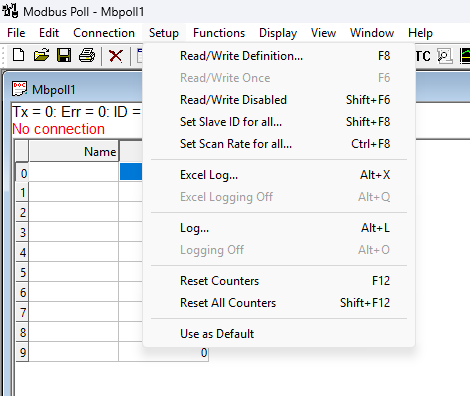 Modbus Poll - Mbpoll1
File Edit Connection Setup Functions Display View Window Help
TC
Mbpoll1
Tx = 0: Err = 0: ID =
No connection
Name
0
1
2
3
4
5
6
7
8
9 0
Read/Write Definition... F8
Read/Write Once F6
Read/Write Disabled Shift+F6
Set Slave ID for all... Shift+F8
Set Scan Rate for all... Ctrl+F8
Excel Log... Alt+X
Excel Logging Off Alt+Q
Log... Alt+L
Logging Off Alt+O
Reset Counters F12
Reset All Counters Shift+F12
Use as Default